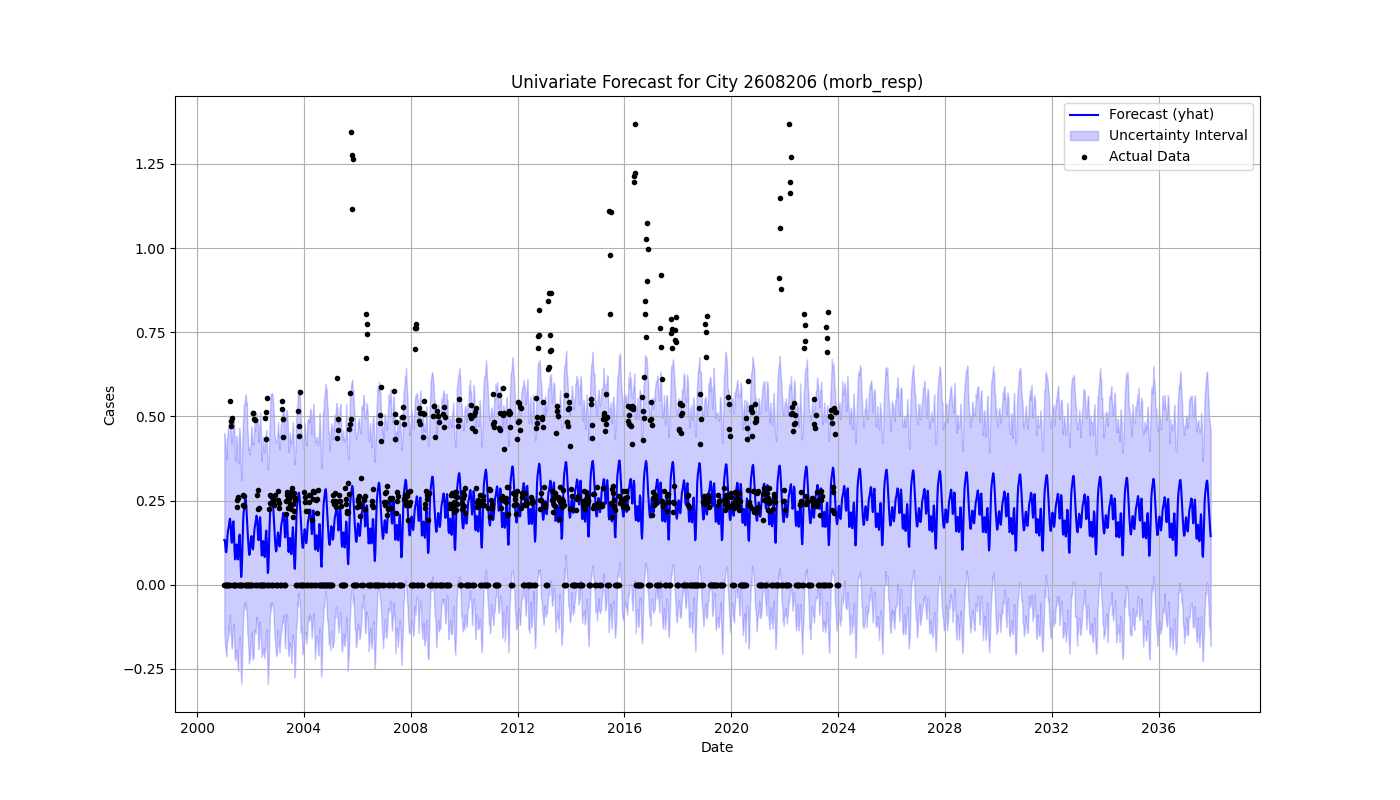 Univariate Forecast for City 2608206 (morb_resp)
Forecast (yhat)
Uncertainty Interval
Actual Data
Cases
1.25
1.00
0.75
0.50
0.25
0.00
−0.25
2000 2004 2008 2012 2016 2020 2024 2028 2032 2036
Date